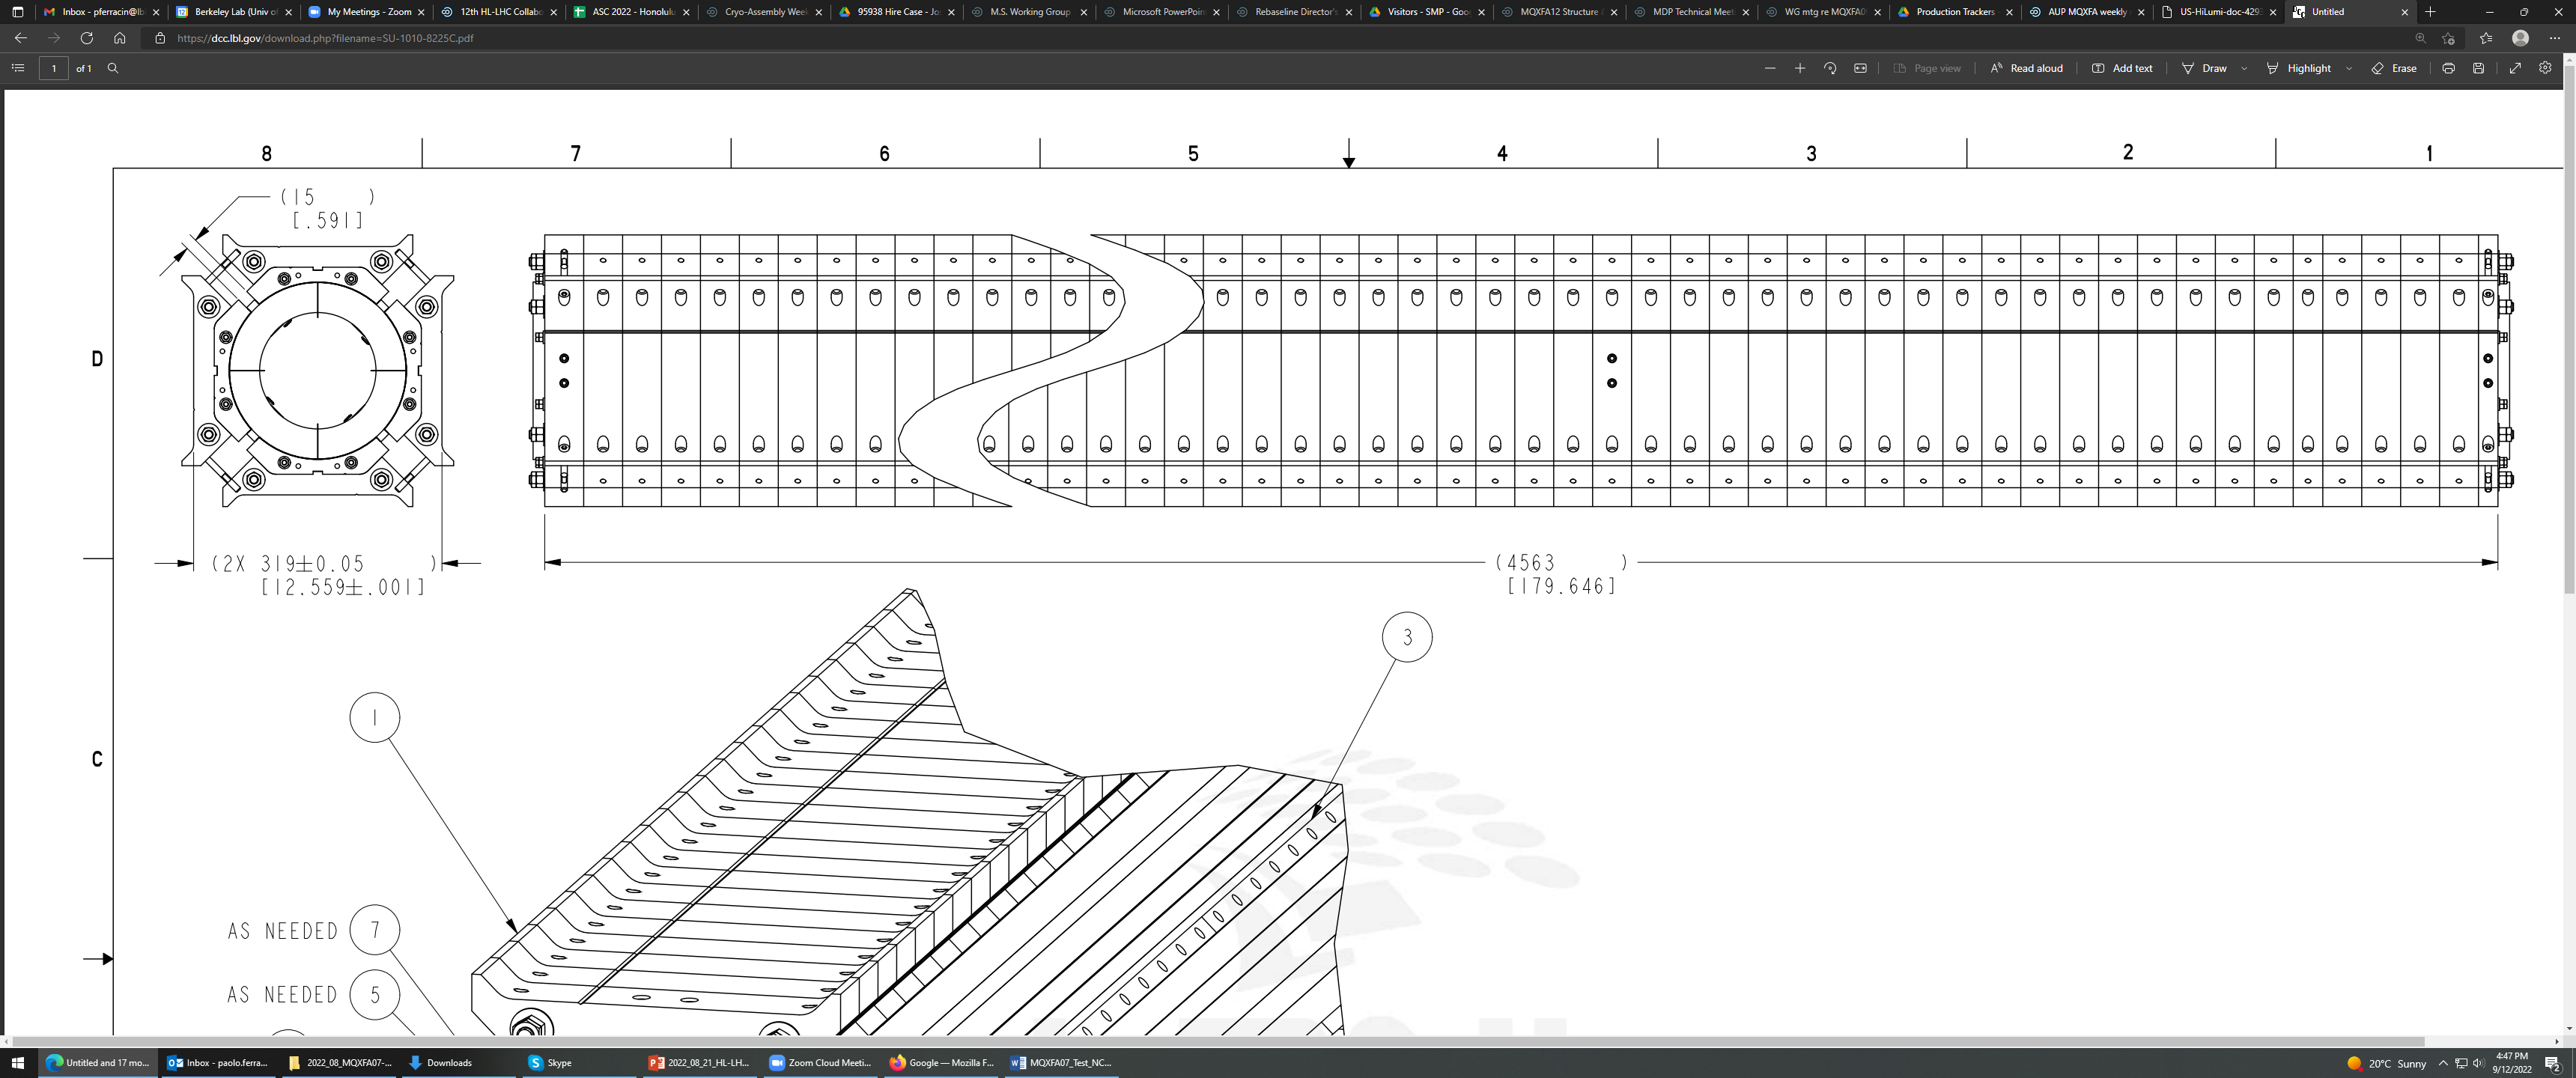 Inbox - pferracin@lb
Berkeley Lab (Univ o
My Meetings - Zoom
12th HL-LHC Collabo
ASC 2022 - Honolulu
Cryo-Assembly Week
95938 Hire Case - Jo
M.S. Working Group
Microsoft PowerPoin
Rebaseline Director's
Visitors - SMP - Goo
MQXFA12 Structure
MDP Technical Meet
WG mtg re MQXFA0
Production Trackers
AUP MQXFA weekly
US-HiLumi-doc-429
Untitled
https://dcc.lbl.gov/download.php?filename=SU-1010-8225C.pdf
1 of 1
Page view
Read aloud
Add text
Draw
Highlight
Erase
8 7 6 5 4 3 2 1
(15 )
[.591]
D
(2X 319±0.05 )
[12.559±.001]
(4563 )
[179.646]
3
1
C
AS NEEDED 7
AS NEEDED 5
Untitled and 17 mo...
Inbox - paolo.ferra...
2022_08_MQXFA07-...
Downloads
Skype
2022_08_21_HL-LH...
Zoom Cloud Meeti...
Google — Mozilla F...
MQXFA07_Test_NC...
20°C Sunny
4:47 PM
9/12/2022
2